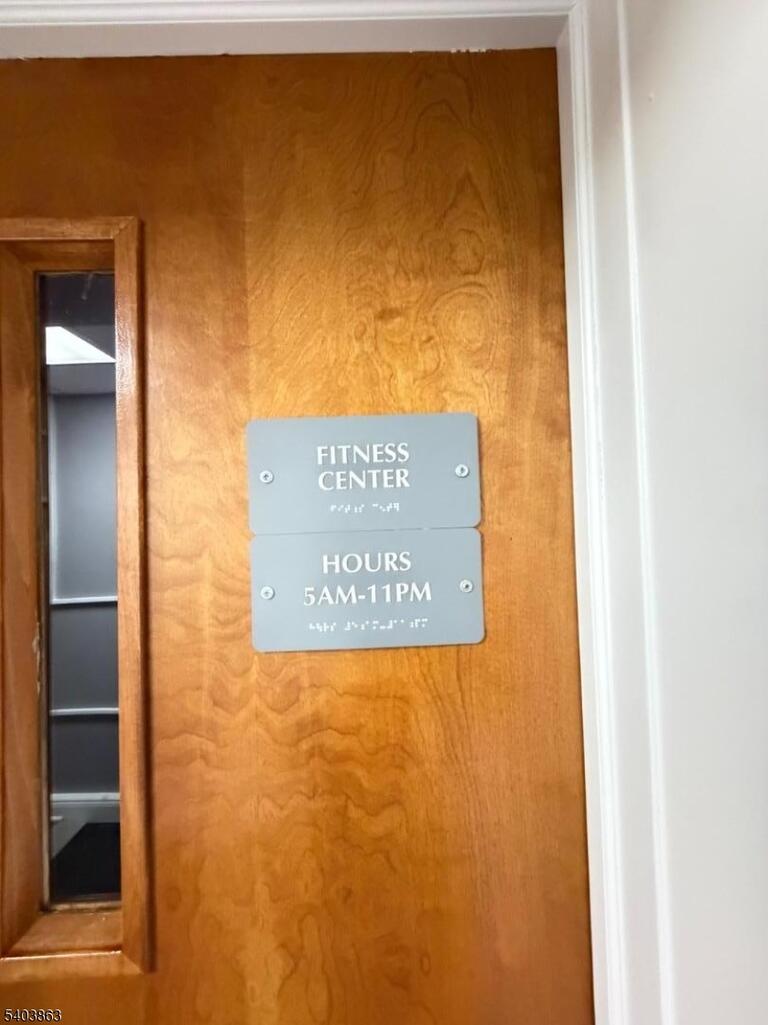 FITNESS
CENTER
HOURS
5AM-11PM
5403863